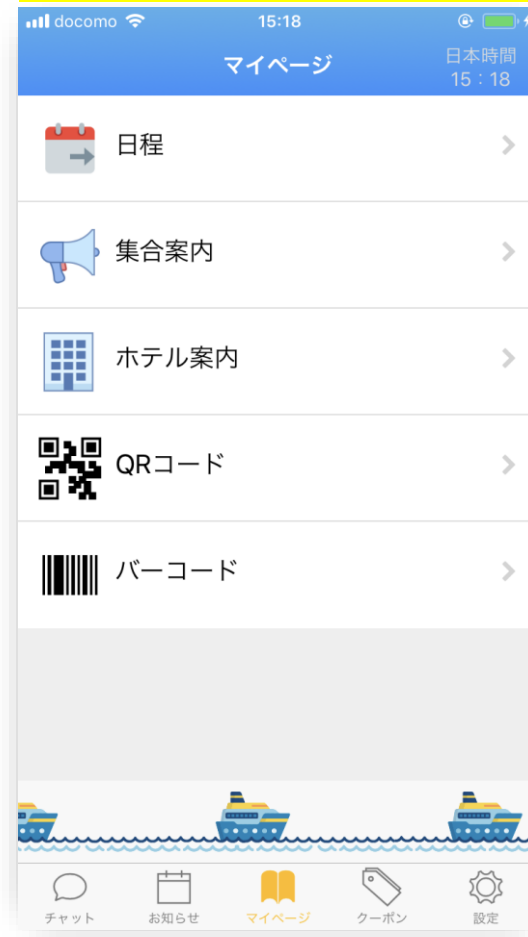 docomo 15:18
マイページ
日本時間
15：18
日程
集合案内
ホテル案内
QRコード
バーコード
チャット お知らせ マイページ クーポン 設定